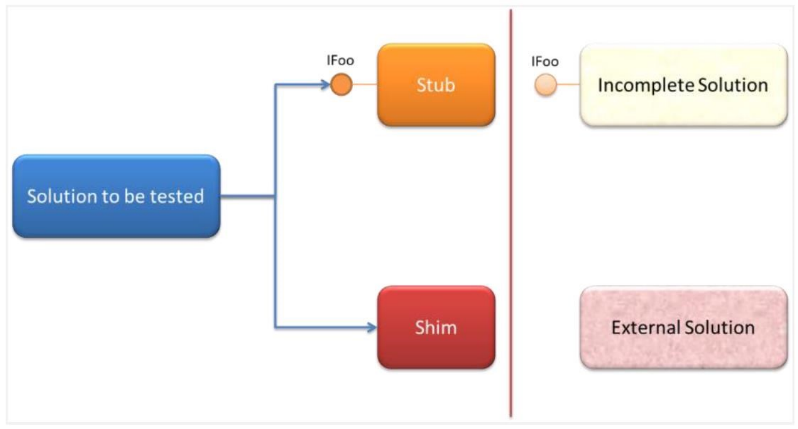 IFoo
Stub
IFoo
Incomplete Solution
Solution to be tested
Shim
External Solution